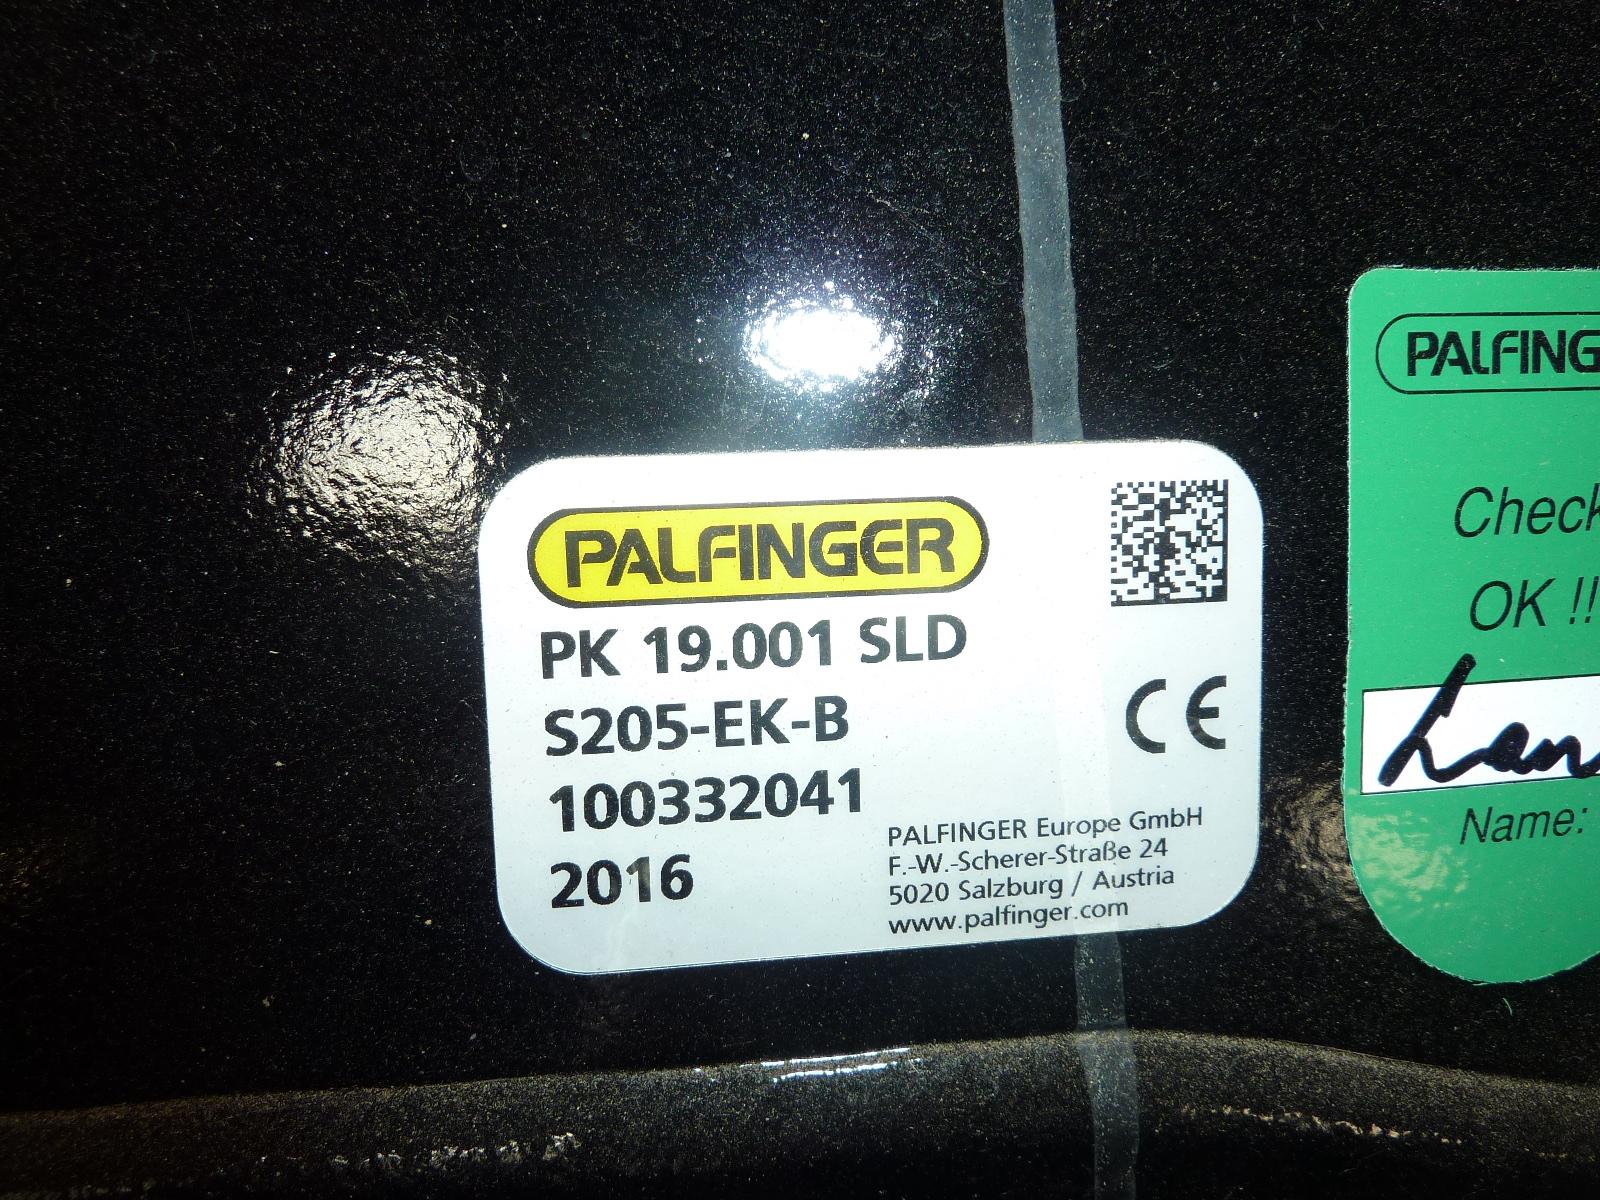 PALFINGER
PK 19.001 SLD
S205-EK-B
100332041
2016
CE
PALFINGER Europe GmbH
F.-W.-Scherer-Straße 24
5020 Salzburg / Austria
www.palfinger.com
PALFING
Check
OK !!
Name: